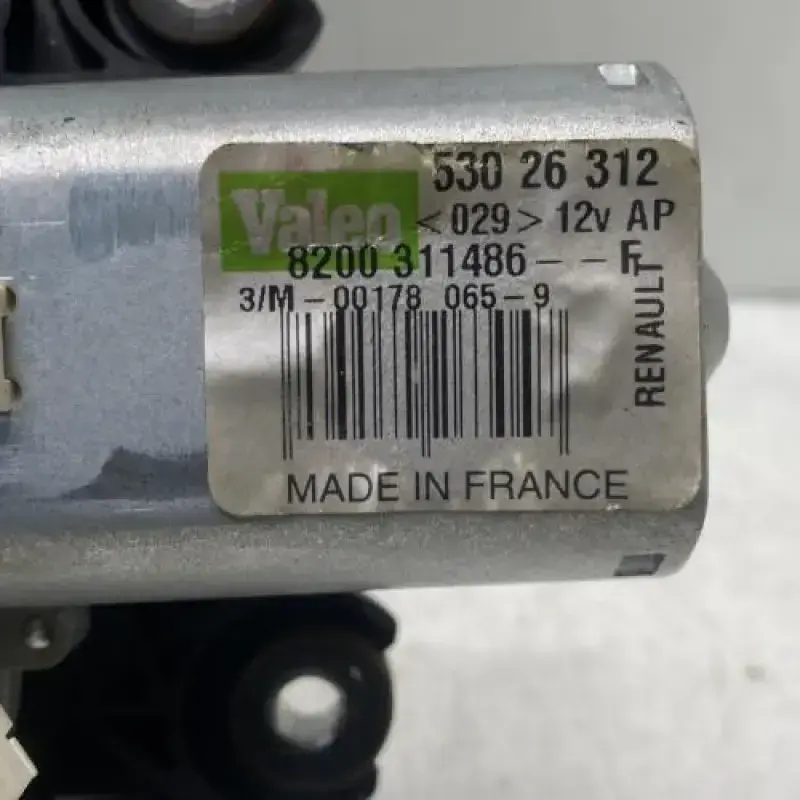 Valeo 530 26 312
<029> 12v AP
8200 311486 - - F
3/M - 00178 065 - 9
RENAULT
MADE IN FRANCE